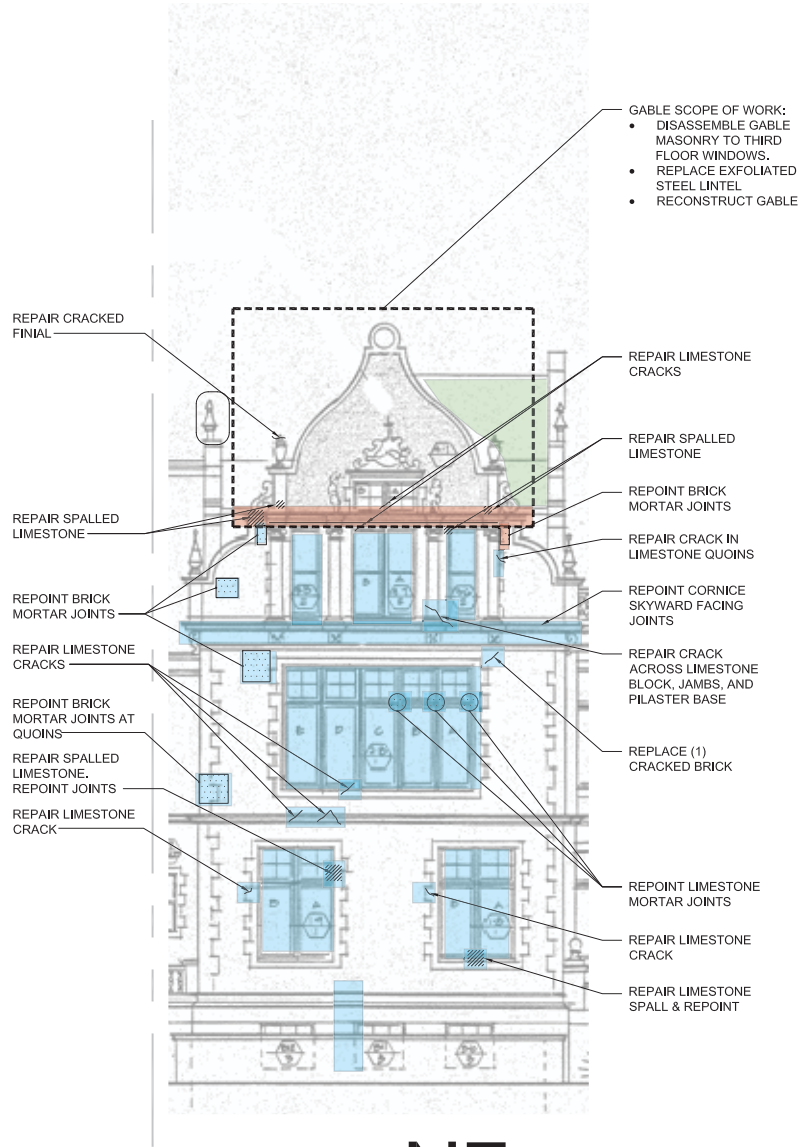 GABLE SCOPE OF WORK:
• DISASSEMBLE GABLE
MASONRY TO THIRD
FLOOR WINDOWS.
• REPLACE EXFOLIATED
STEEL LINTEL
• RECONSTRUCT GABLE
REPAIR CRACKED
FINIAL
REPAIR SPALLED
LIMESTONE
REPOINT BRICK
MORTAR JOINTS
REPAIR LIMESTONE
CRACKS
REPOINT BRICK
MORTAR JOINTS AT
QUOINS
REPAIR SPALLED
LIMESTONE.
REPOINT JOINTS
REPAIR LIMESTONE
CRACK
REPAIR LIMESTONE
CRACKS
REPAIR SPALLED
LIMESTONE
REPOINT BRICK
MORTAR JOINTS
REPAIR CRACK IN
LIMESTONE QUOINS
REPOINT CORNICE
SKYWARD FACING
JOINTS
REPAIR CRACK
ACROSS LIMESTONE
BLOCK, JAMBS, AND
PILASTER BASE
REPLACE (1)
CRACKED BRICK
REPOINT LIMESTONE
MORTAR JOINTS
REPAIR LIMESTONE
CRACK
REPAIR LIMESTONE
SPALL & REPOINT